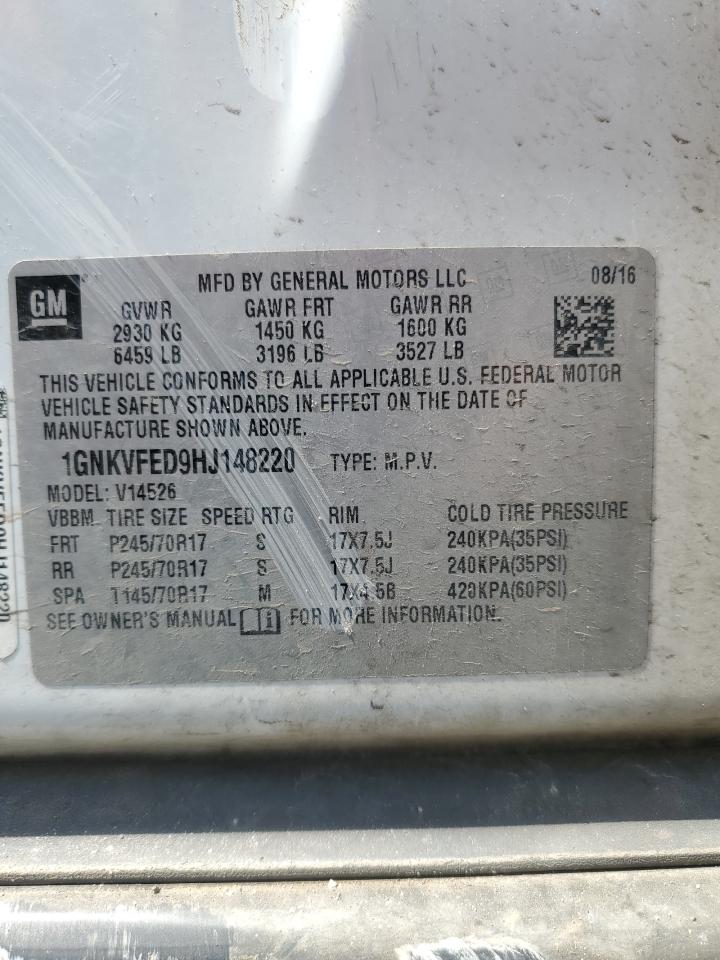 GM
MFD BY GENERAL MOTORS LLC 08/16
GVWR GAWR FRT GAWR RR
2930 KG 1450 KG 1600 KG
6459 LB 3196 LB 3527 LB
THIS VEHICLE CONFORMS TO ALL APPLICABLE U.S. FEDERAL MOTOR
VEHICLE SAFETY STANDARDS IN EFFECT ON THE DATE OF
MANUFACTURE SHOWN ABOVE.
1GNKVFED9HJ148220 TYPE: M.P.V.
MODEL: V14526
VBBM TIRE SIZE SPEED RTG RIM COLD TIRE PRESSURE
FRT P245/70R17 S 17X7.5J 240KPA(35PSI)
RR P245/70R17 S 17X7.5J 240KPA(35PSI)
SPA T145/70R17 M 17X4.5B 420KPA(60PSI)
SEE OWNER'S MANUAL FOR MORE INFORMATION.